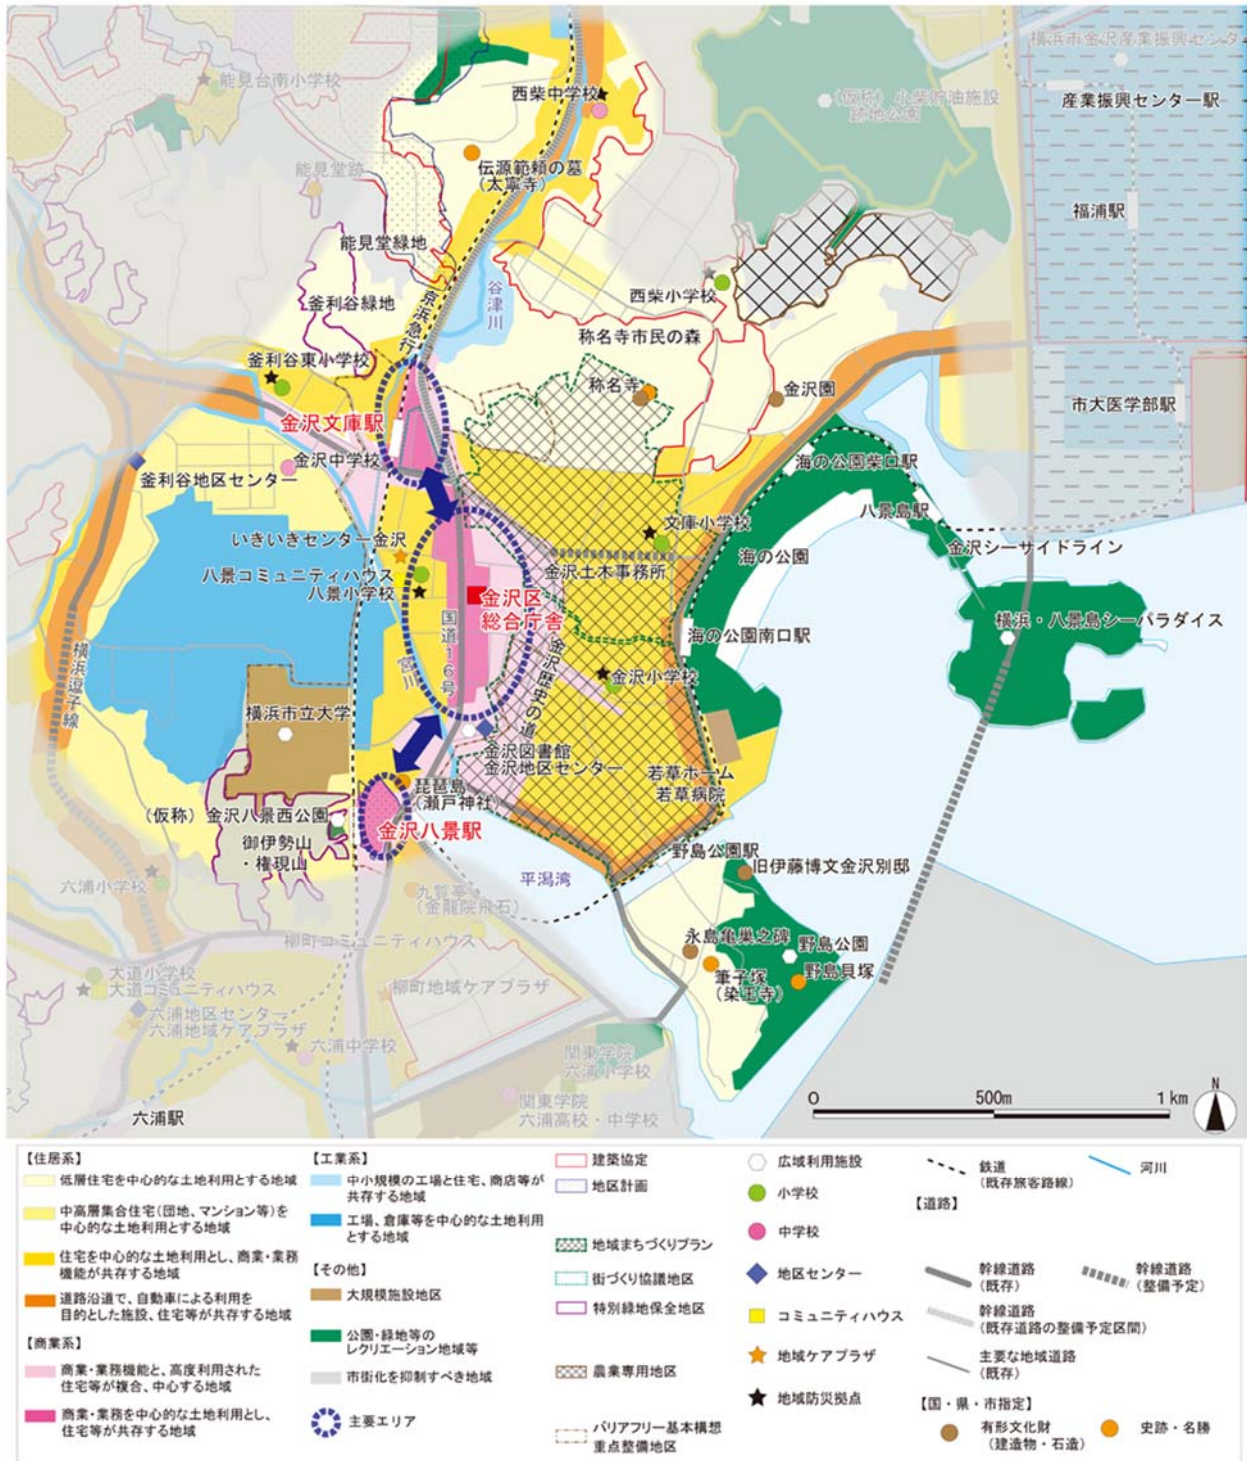 能見台南小学校
西柴中学校
横浜市金沢産業振興センタ
産業振興センター駅
(仮称)小柴貯油施設
跡地公園
伝源範頼の墓
(太寧寺)
能見堂跡
福浦駅
能見堂緑地
京浜急行
谷津川
釜利谷緑地
西柴小学校
称名寺市民の森
釜利谷東小学校
称名寺
金沢園
市大医学部駅
金沢文庫駅
金沢中学校
釜利谷地区センター
海の公園柴口駅
八景島駅
文庫小学校
いきいきセンター金沢
金沢シーサイドライン
金沢土木事務所
海の公園
八景コミュニティハウス
八景小学校
金沢区
総合庁舎
国道16号
横浜・八景島シーパラダイス
海の公園南口駅
宮川
金沢歴史の道
金沢小学校
横浜逗子線
横浜市立大学
金沢図書館
金沢地区センター
若草ホーム
若草病院
琵琶島
(瀬戸神社)
(仮称)金沢八景西公園
金沢八景駅
御伊勢山
・権現山
野島公園駅
旧伊藤博文金沢別邸
平潟湾
六浦小学校
九覧亭
(金龍院飛石)
柳町コミュニティハウス
永島亀巣之碑
野島公園
大道小学校
大道コミュニティハウス
筆子塚
(染王寺)
野島貝塚
柳町地域ケアプラザ
六浦地区センター
六浦地域ケアプラザ
六浦中学校
関東学院
六浦小学校
関東学院
六浦高校・中学校
六浦駅
0 500m 1km
N
【住居系】
低層住宅を中心的な土地利用とする地域
中高層集合住宅(団地、マンション等)を
中心的な土地利用とする地域
住宅を中心的な土地利用とし、商業・業務
機能が共存する地域
道路沿道で、自動車による利用を
目的とした施設、住宅等が共存する地域
【商業系】
商業・業務機能と、高度利用された
住宅等が複合、中心する地域
商業・業務を中心的な土地利用とし、
住宅等が共存する地域
【工業系】
中小規模の工場と住宅、商店等が
共存する地域
工場、倉庫等を中心的な土地利用
とする地域
【その他】
大規模施設地区
公園・緑地等の
レクリエーション地域等
市街化を抑制すべき地域
主要エリア
建築協定
地区計画
地域まちづくりプラン
街づくり協議地区
特別緑地保全地区
農業専用地区
バリアフリー基本構想
重点整備地区
広域利用施設
小学校
中学校
地区センター
コミュニティハウス
地域ケアプラザ
地域防災拠点
鉄道
(既存旅客路線)
河川
【道路】
幹線道路
(既存)
幹線道路
(整備予定)
幹線道路
(既存道路の整備予定区間)
主要な地域道路
(既存)
【国・県・市指定】
有形文化財
(建造物・石造)
史跡・名勝